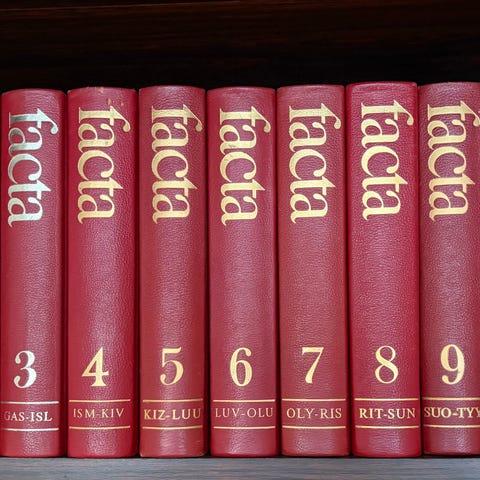 facta
3
GAS-ISL
facta
4
ISM-KIV
facta
5
KIZ-LUU
facta
6
LUV-OLU
facta
7
OLY-RIS
facta
8
RIT-SUN
facta
9
SUO-TYY